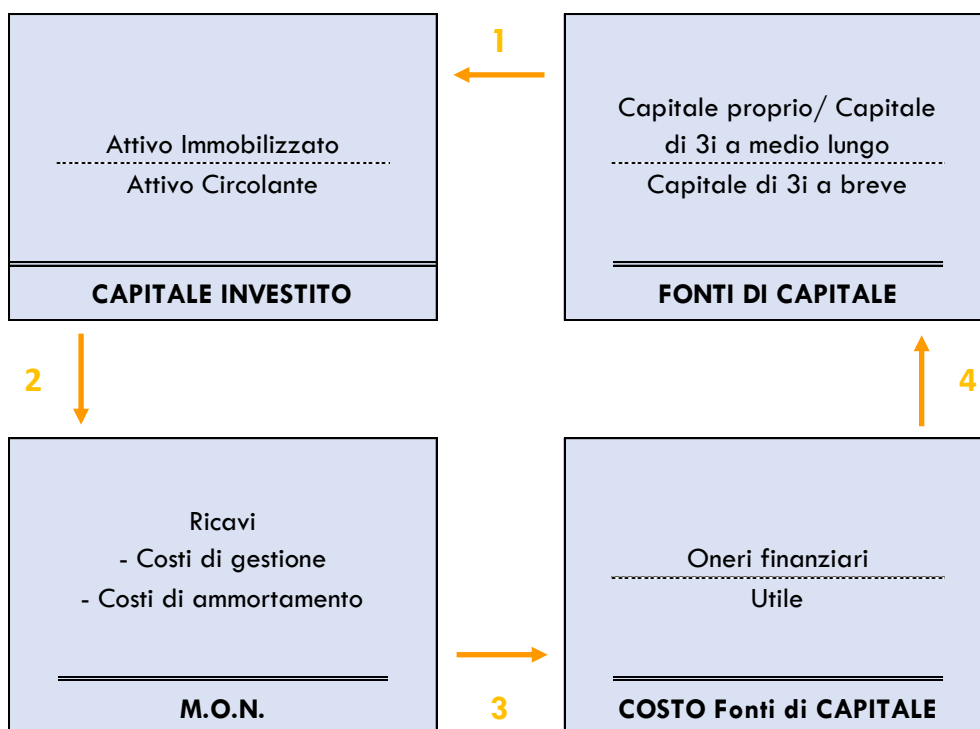 1
Attivo Immobilizzato
Attivo Circolante
CAPITALE INVESTITO
Capitale proprio/ Capitale
di 3i a medio lungo
Capitale di 3i a breve
FONTI DI CAPITALE
2
4
Ricavi
- Costi di gestione
- Costi di ammortamento
M.O.N.
3
Oneri finanziari
Utile
COSTO Fonti di CAPITALE